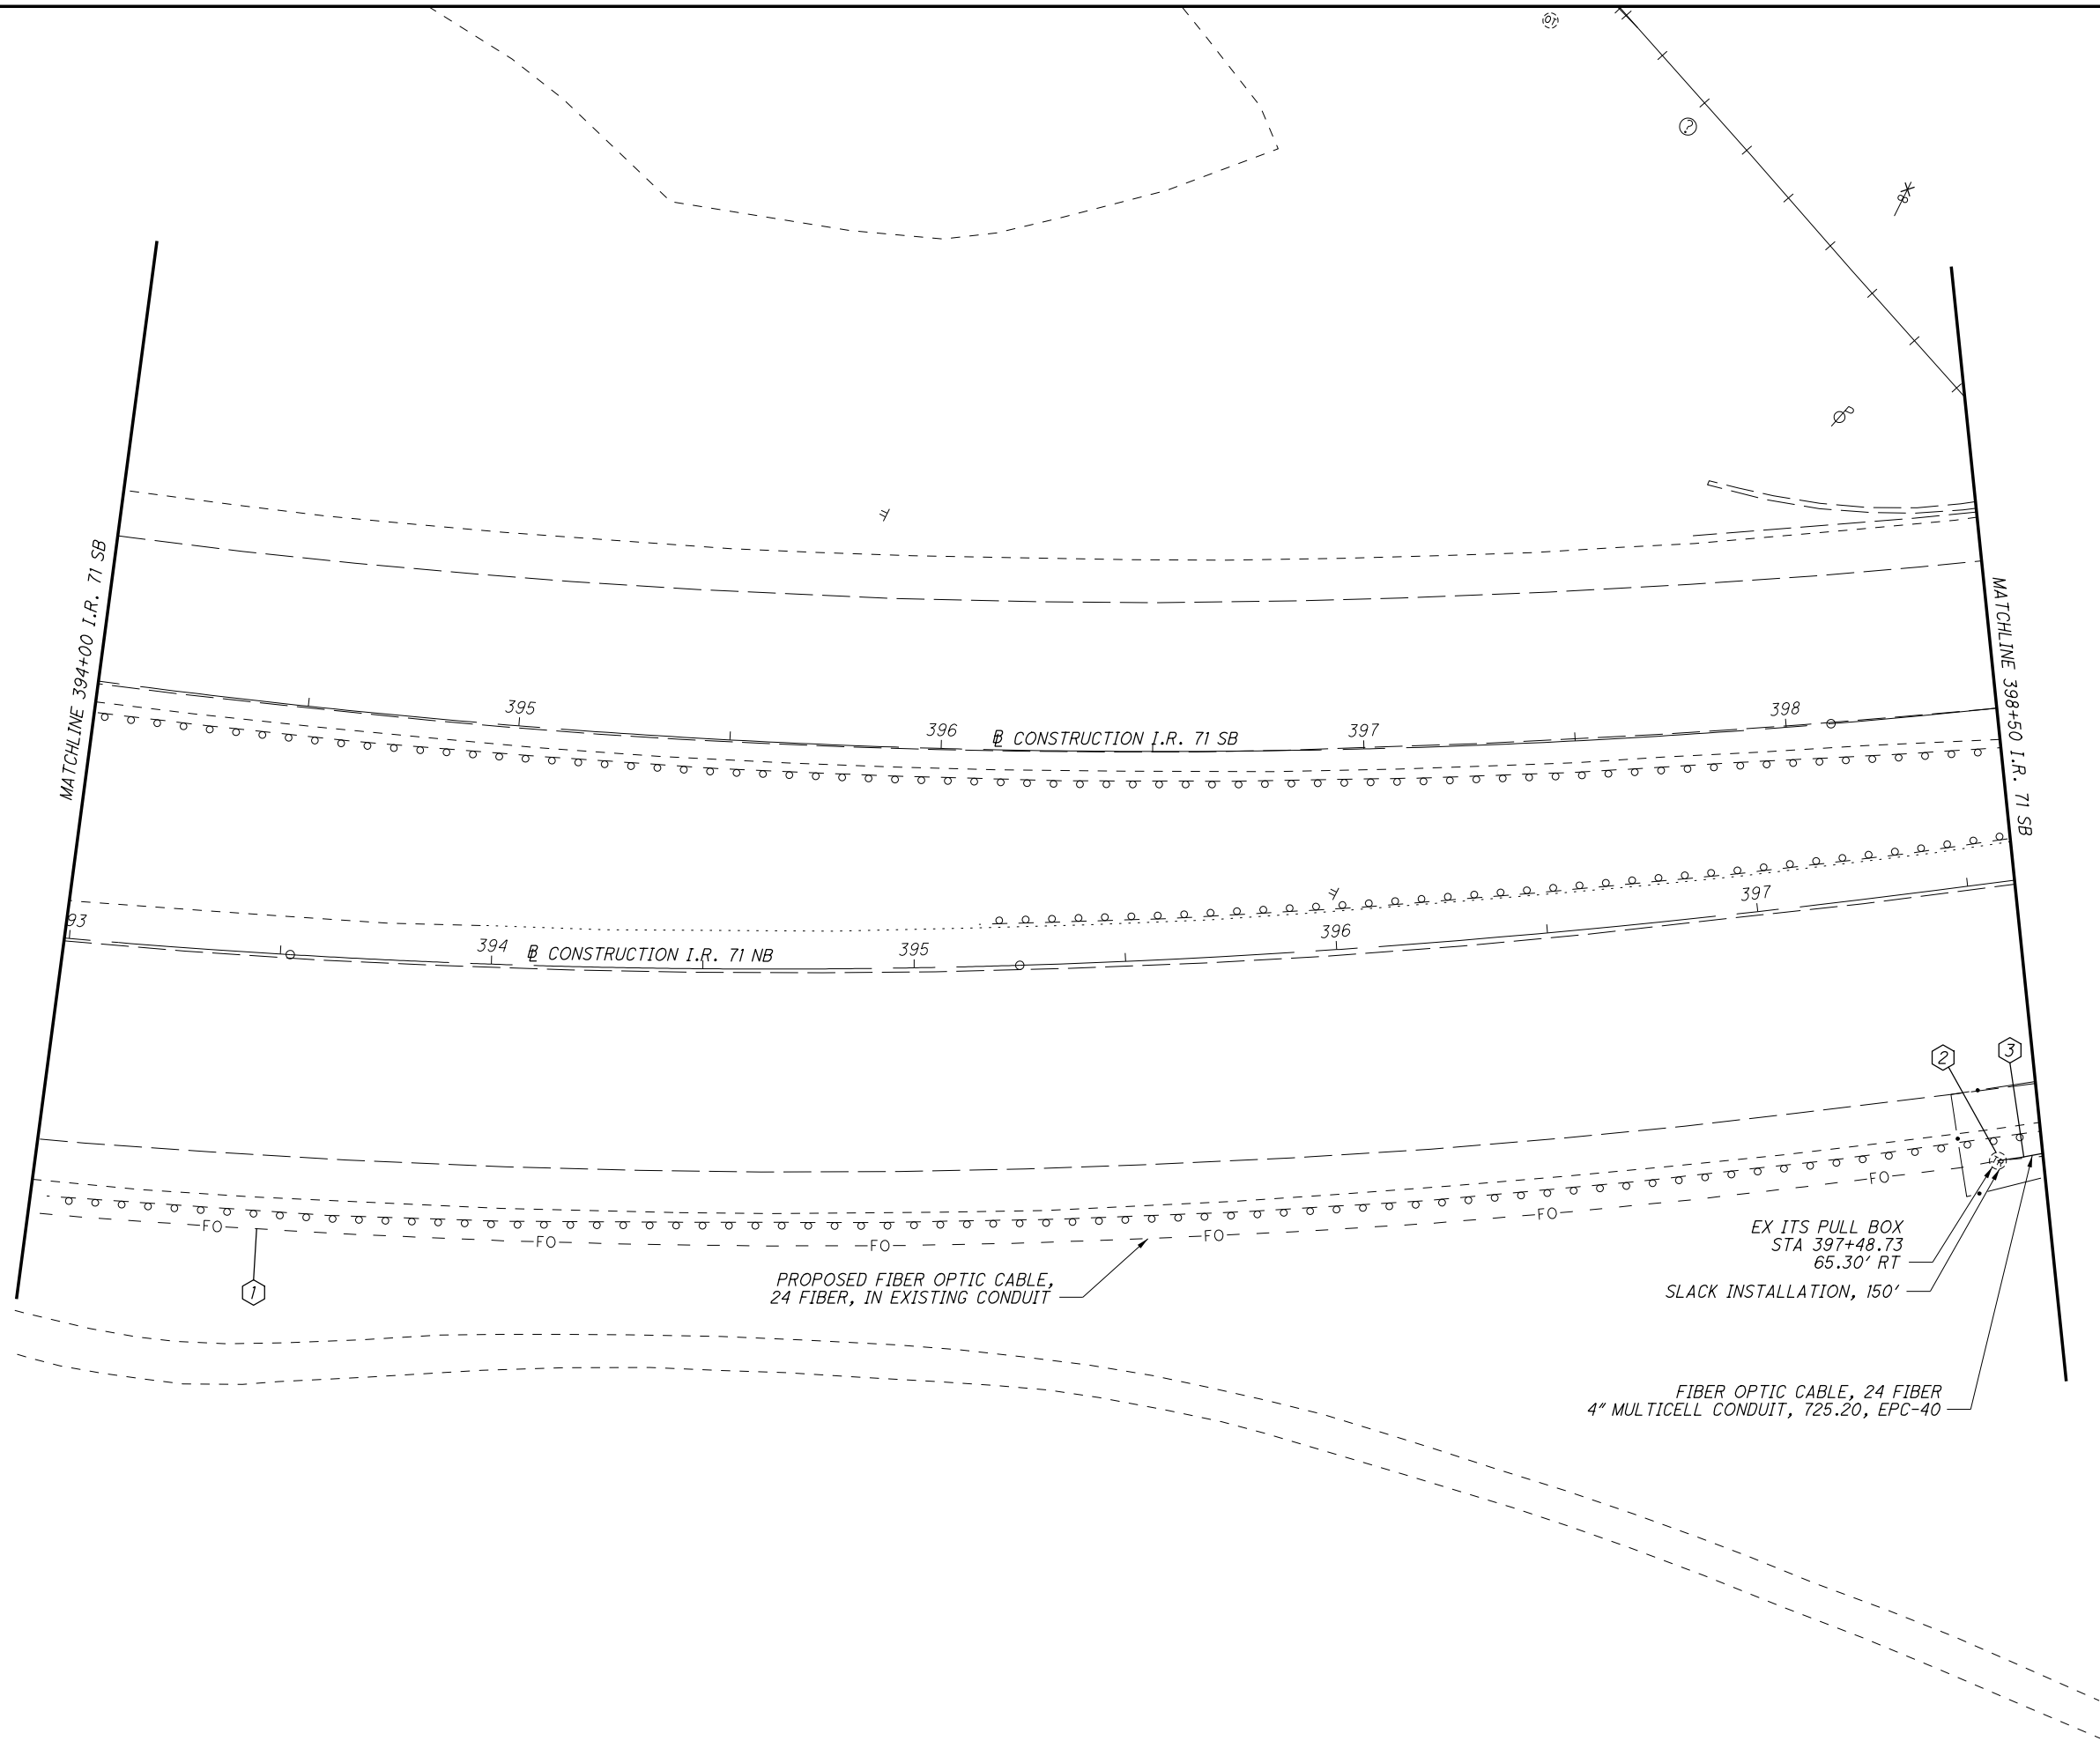 ?
MATCHLINE 394+00 I.R. 71 SB
MATCHLINE 398+50 I.R. 71 SB
395
396
CONSTRUCTION I.R. 71 SB
397
398
93
394
CONSTRUCTION I.R. 71 NB
395
396
397
2
3
FO
FO
FO
FO
FO
FO
1
PROPOSED FIBER OPTIC CABLE,
24 FIBER, IN EXISTING CONDUIT
EX ITS PULL BOX
STA 397+48.73
65.30' RT
SLACK INSTALLATION, 150'
FIBER OPTIC CABLE, 24 FIBER
4" MULTICELL CONDUIT, 725.20, EPC-40